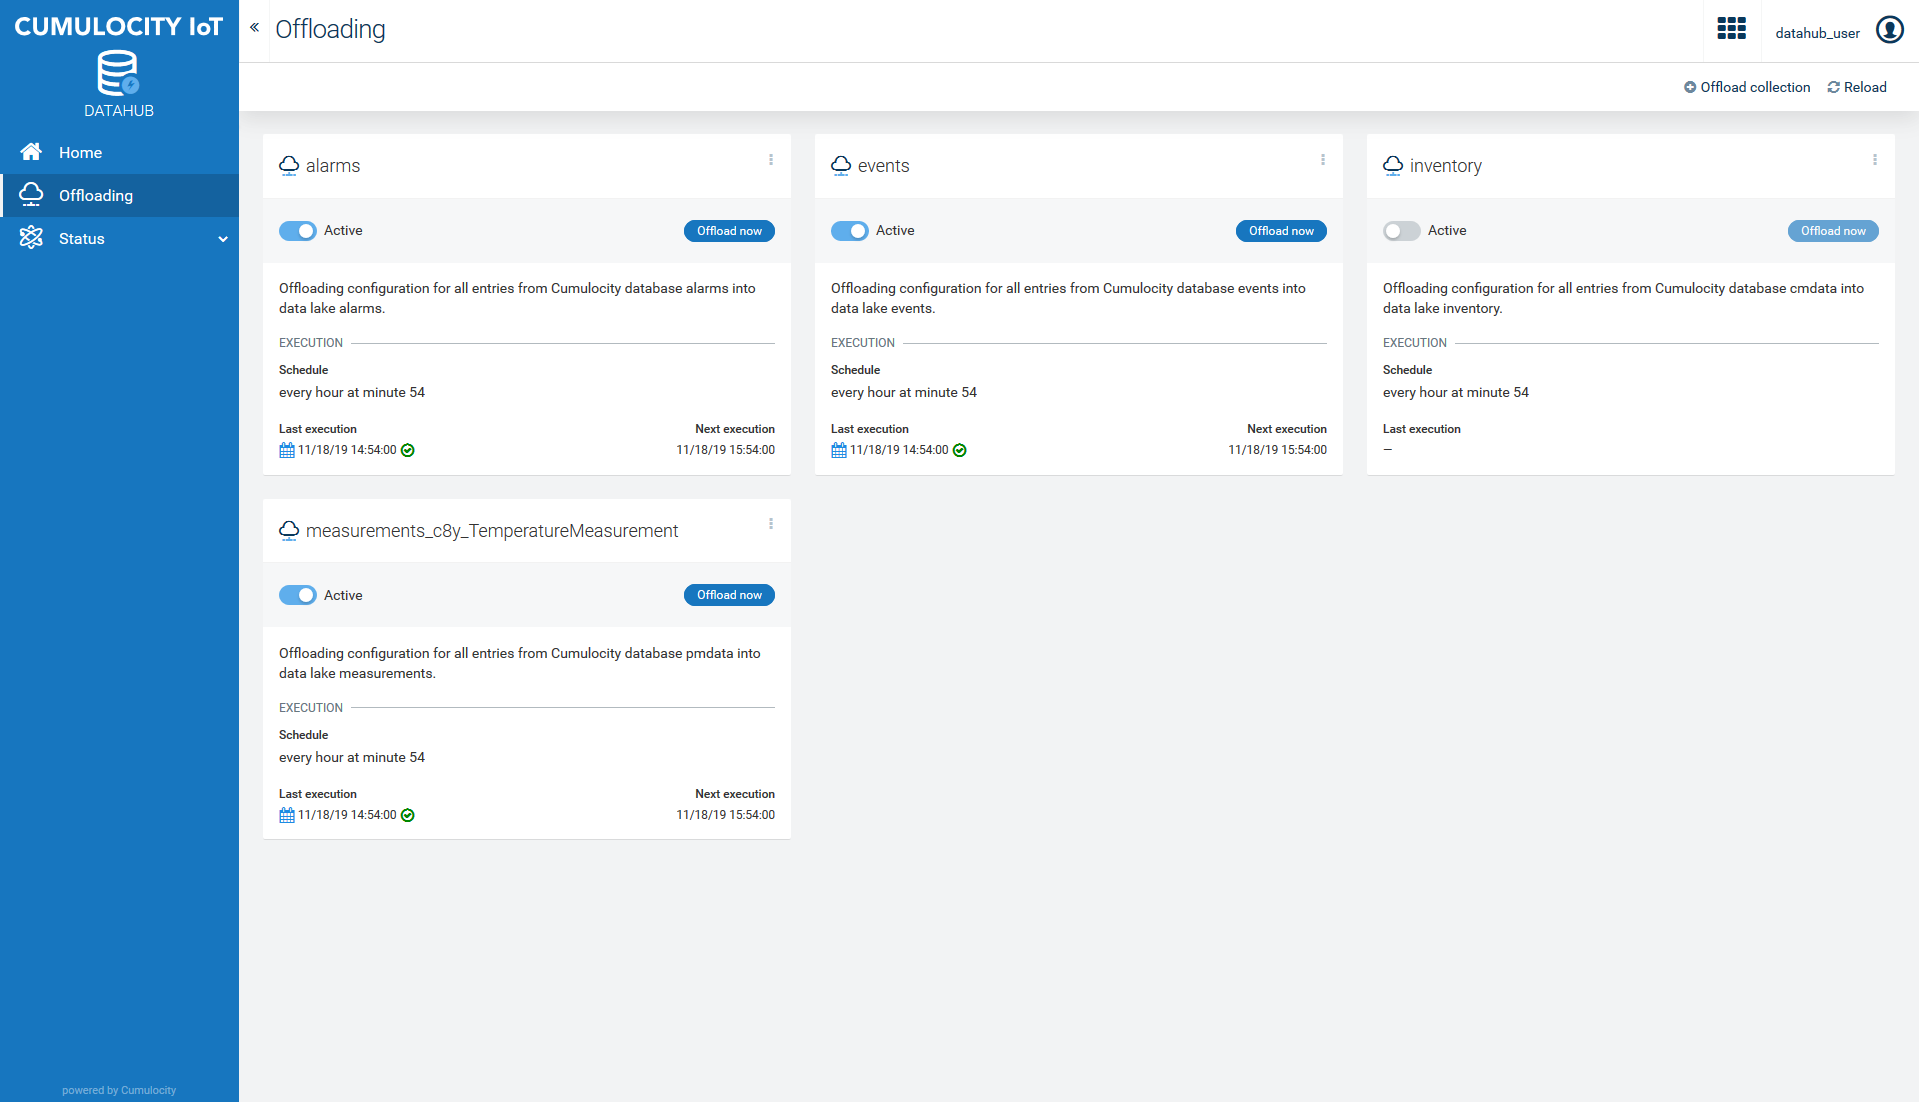 CUMULOCITY IoT
DATAHUB
Home
Offloading
Status
powered by Cumulocity
«
Offloading
datahub_user
Offload collection
Reload
alarms
Active
Offload now
Offloading configuration for all entries from Cumulocity database alarms into
data lake alarms.
EXECUTION
Schedule
every hour at minute 54
Last execution
Next execution
11/18/19 14:54:00
11/18/19 15:54:00
events
Active
Offload now
Offloading configuration for all entries from Cumulocity database events into
data lake events.
EXECUTION
Schedule
every hour at minute 54
Last execution
Next execution
11/18/19 14:54:00
11/18/19 15:54:00
inventory
Active
Offload now
Offloading configuration for all entries from Cumulocity database cmdata into
data lake inventory.
EXECUTION
Schedule
every hour at minute 54
Last execution
—
measurements_c8y_TemperatureMeasurement
Active
Offload now
Offloading configuration for all entries from Cumulocity database pmdata into
data lake measurements.
EXECUTION
Schedule
every hour at minute 54
Last execution
Next execution
11/18/19 14:54:00
11/18/19 15:54:00